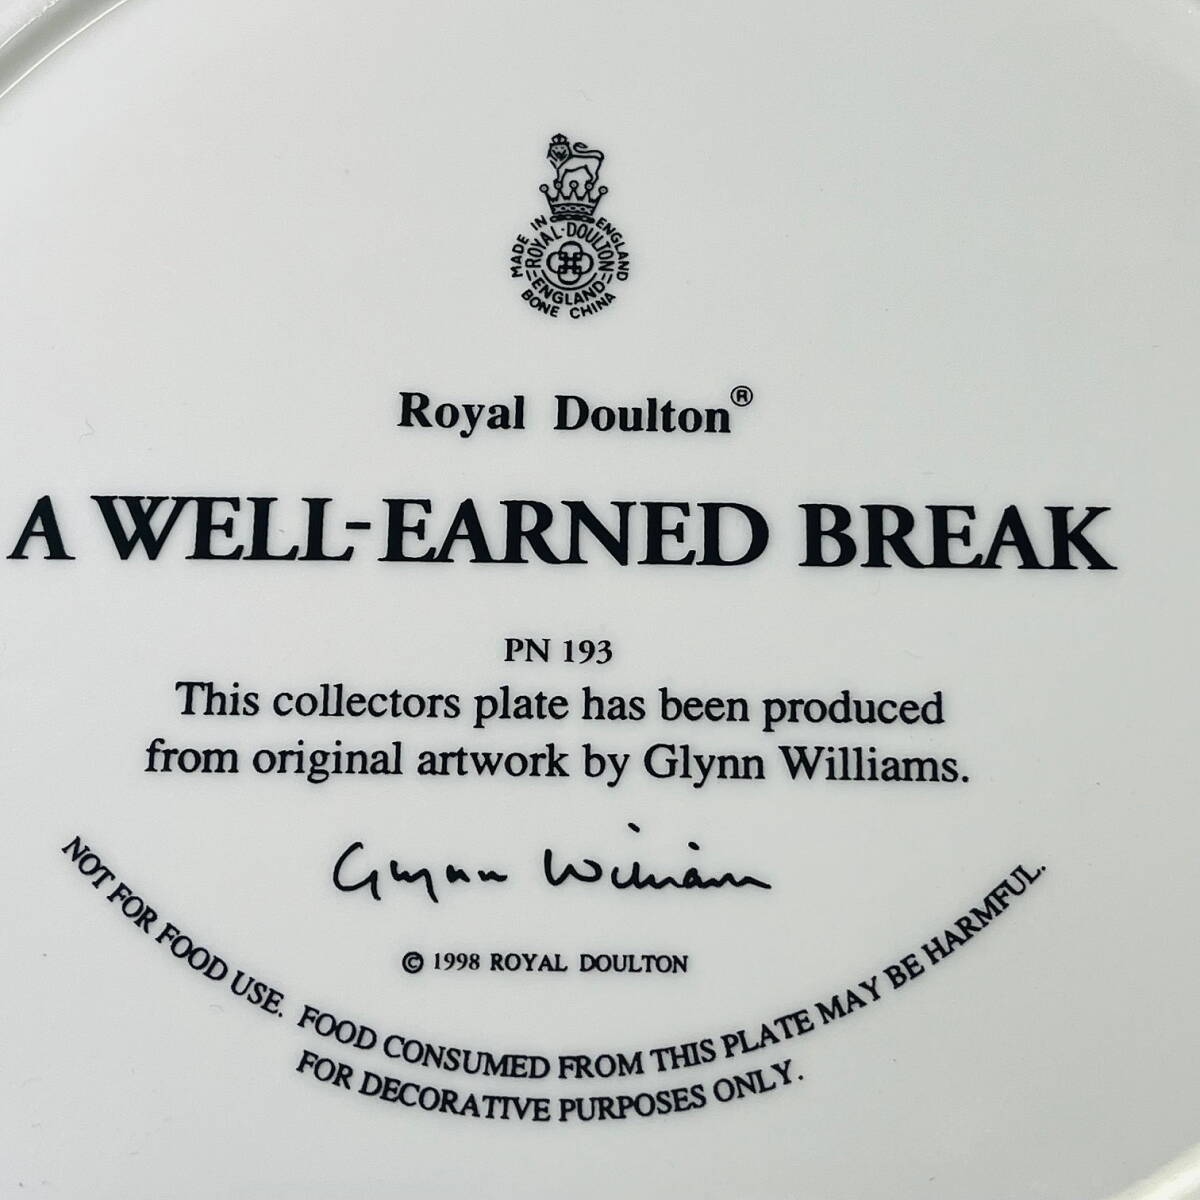 MADE IN ENGLAND
ROYAL-DOULTON
ENGLAND
BONE CHINA
Royal Doulton®
A WELL-EARNED BREAK
PN 193
This collectors plate has been produced
from original artwork by Glynn Williams.
Glynn Williams
© 1998 ROYAL DOULTON
NOT FOR FOOD USE. FOOD CONSUMED FROM THIS PLATE MAY BE HARMFUL.
FOR DECORATIVE PURPOSES ONLY.